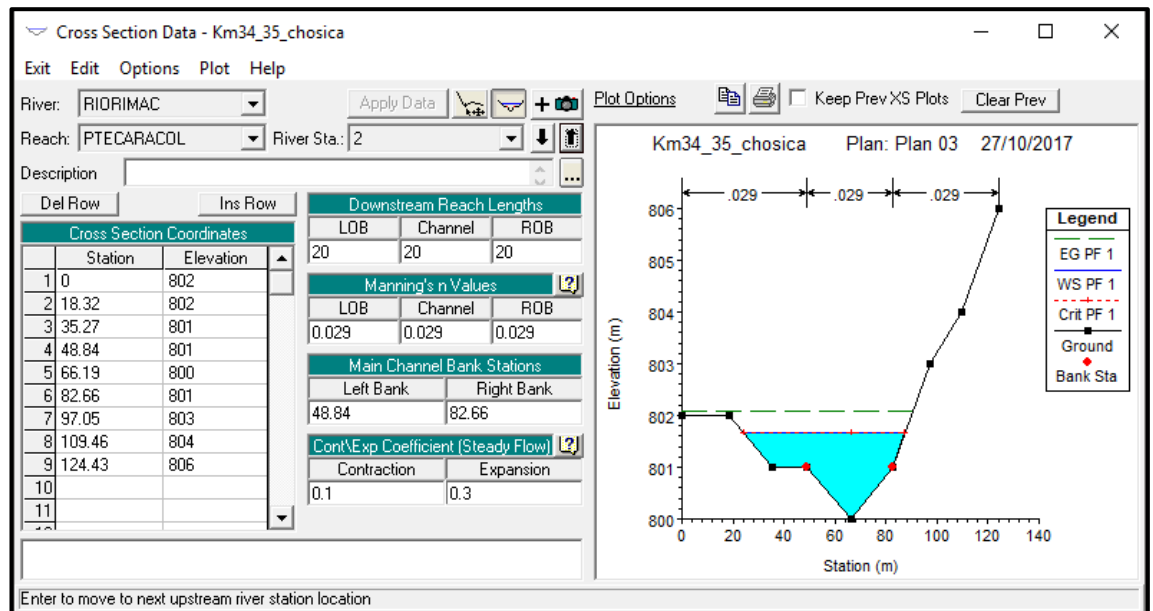 Cross Section Data - Km34_35_chosica
Exit Edit Options Plot Help
River: RIORIMAC Apply Data
Reach: PTECARACOL River Sta.: 2
Description ...
Del Row Ins Row
Cross Section Coordinates
Station Elevation
1 0 802
2 18.32 802
3 35.27 801
4 48.84 801
5 66.19 800
6 82.66 801
7 97.05 803
8 109.46 804
9 124.43 806
10
11
Downstream Reach Lengths
LOB Channel ROB
20 20 20
Manning's n Values ?
LOB Channel ROB
0.029 0.029 0.029
Main Channel Bank Stations
Left Bank Right Bank
48.84 82.66
Cont\Exp Coefficient (Steady Flow) ?
Contraction Expansion
0.1 0.3
Plot Options Keep Prev XS Plots Clear Prev
Km34_35_chosica Plan: Plan 03 27/10/2017
.029 .029 .029
806
805
804
803
802
801
800
Elevation (m)
0 20 40 60 80 100 120 140
Station (m)
Legend
EG PF 1
WS PF 1
Crit PF 1
Ground
Bank Sta
Enter to move to next upstream river station location